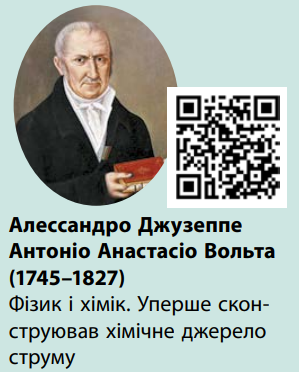 Алессандро Джузеппе
Антоніо Анастасіо Вольта
(1745–1827)
Фізик і хімік. Уперше скон-
струював хімічне джерело
струму